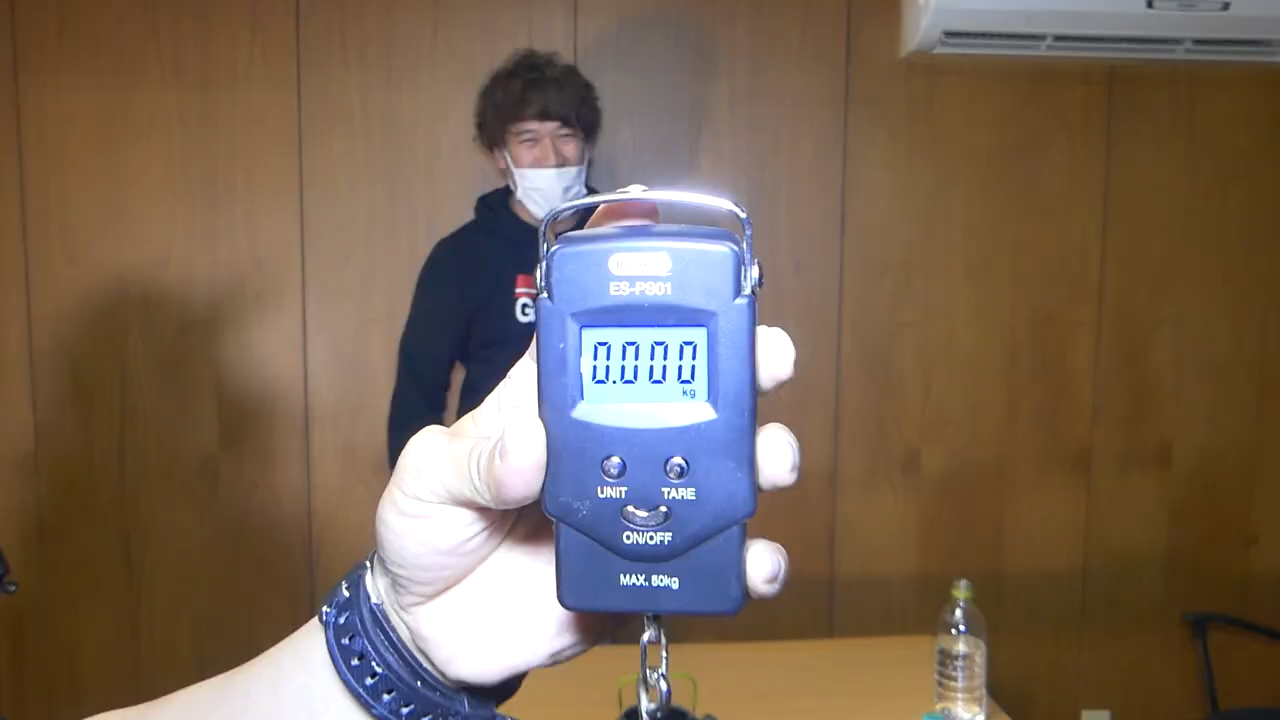 ES-PS01
0.000
kg
UNIT TARE
ON/OFF
MAX. 50kg
G